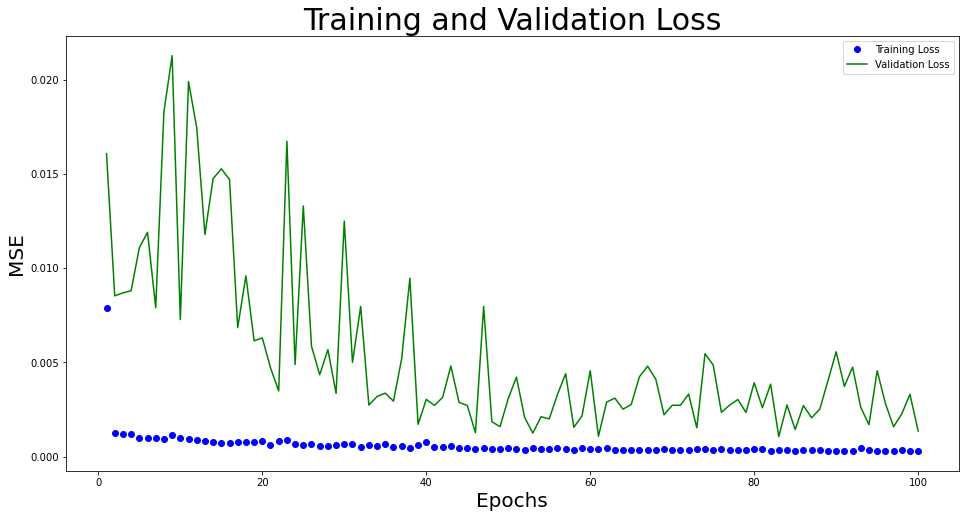 Training and Validation Loss
Training Loss
Validation Loss
MSE
0.020
0.015
0.010
0.005
0.000
0 20 40 60 80 100
Epochs